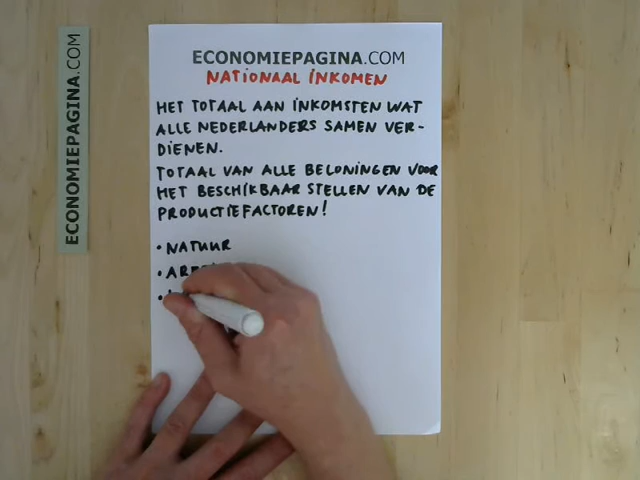 ECONOMIEPAGINA.COM
ECONOMIEPAGINA.COM
NATIONAAL INKOMEN
HET TOTAAL AAN INKOMSTEN WAT
ALLE NEDERLANDERS SAMEN VER-
DIENEN.
TOTAAL VAN ALLE BELONINGEN VOOR
HET BESCHIKBAAR STELLEN VAN DE
PRODUCTIEFACTOREN!
• NATUUR
•
•